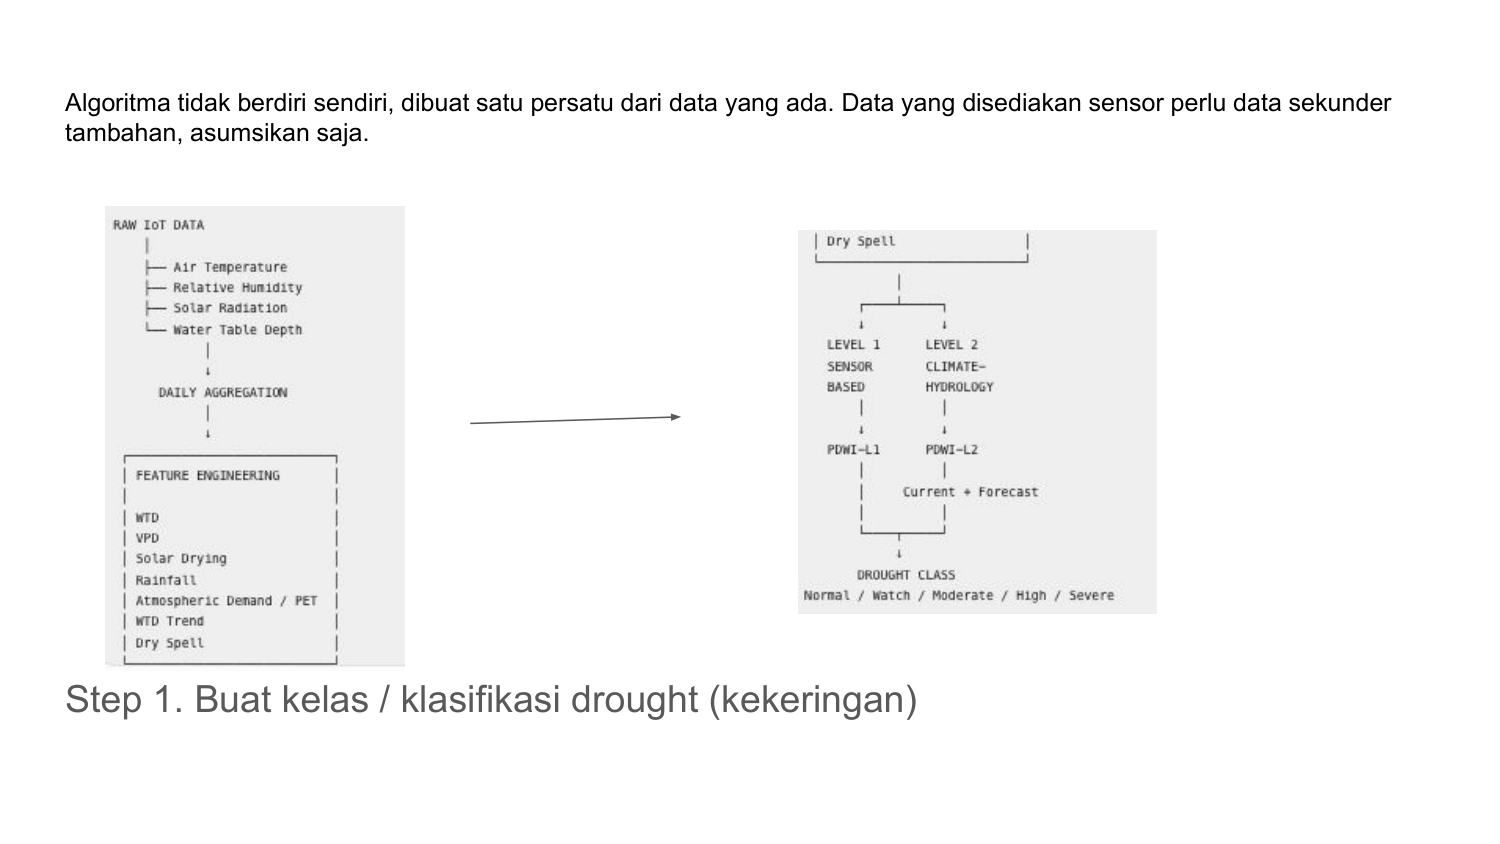 Algoritma tidak berdiri sendiri, dibuat satu persatu dari data yang ada. Data yang disediakan sensor perlu data sekunder
tambahan, asumsikan saja.
RAW IoT DATA
Air Temperature
Relative Humidity
Solar Radiation
Water Table Depth
DAILY AGGREGATION
FEATURE ENGINEERING
WTD
VPD
Solar Drying
Rainfall
Atmospheric Demand / PET
WTD Trend
Dry Spell
Dry Spell
LEVEL 1 LEVEL 2
SENSOR CLIMATE-
BASED HYDROLOGY
PDWI-L1 PDWI-L2
Current + Forecast
DROUGHT CLASS
Normal / Watch / Moderate / High / Severe
Step 1. Buat kelas / klasifikasi drought (kekeringan)